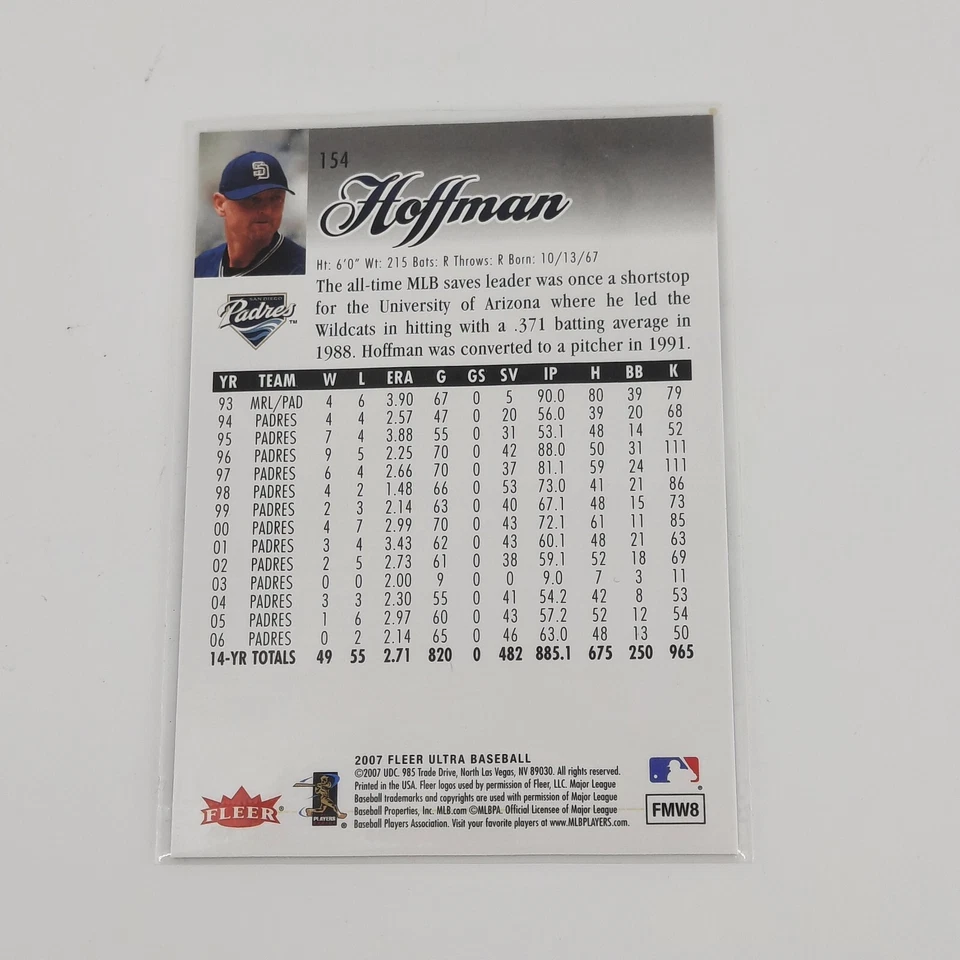 154
SD
Hoffman
Ht: 6'0" Wt: 215 Bats: R Throws: R Born: 10/13/67
SAN DIEGO
Padres™
The all-time MLB saves leader was once a shortstop
for the University of Arizona where he led the
Wildcats in hitting with a .371 batting average in
1988. Hoffman was converted to a pitcher in 1991.
YR TEAM W L ERA G GS SV IP H BB K
93 MRL/PAD 4 6 3.90 67 0 5 90.0 80 39 79
94 PADRES 4 4 2.57 47 0 20 56.0 39 20 68
95 PADRES 7 4 3.88 55 0 31 53.1 48 14 52
96 PADRES 9 5 2.25 70 0 42 88.0 50 31 111
97 PADRES 6 4 2.66 70 0 37 81.1 59 24 111
98 PADRES 4 2 1.48 66 0 53 73.0 41 21 86
99 PADRES 2 3 2.14 63 0 40 67.1 48 15 73
00 PADRES 4 7 2.99 70 0 43 72.1 61 11 85
01 PADRES 3 4 3.43 62 0 43 60.1 48 21 63
02 PADRES 2 5 2.73 61 0 38 59.1 52 18 69
03 PADRES 0 0 2.00 9 0 0 9.0 7 3 11
04 PADRES 3 3 2.30 55 0 41 54.2 42 8 53
05 PADRES 1 6 2.97 60 0 43 57.2 52 12 54
06 PADRES 0 2 2.14 65 0 46 63.0 48 13 50
14-YR TOTALS 49 55 2.71 820 0 482 885.1 675 250 965
2007 FLEER ULTRA BASEBALL
©2007 UDC. 985 Trade Drive, North Las Vegas, NV 89030. All rights reserved.
Printed in the USA. Fleer logos used by permission of Fleer, LLC. Major League
Baseball trademarks and copyrights are used with permission of Major League
Baseball Properties, Inc. MLB.com ©MLBPA. Official Licensee of Major League
Baseball Players Association. Visit your favorite players at www.MLBPLAYERS.com.
FLEER®
PLAYERS
®
FMW8